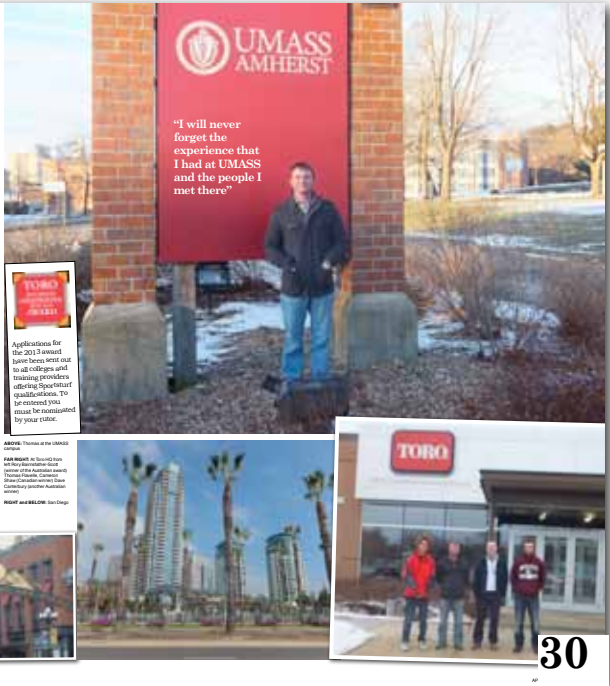 UMASS
AMHERST
“I will never
forget the
experience that
I had at UMASS
and the people I
met there”
TORO
AWARD
Applications for
the 2013 award
have been sent out
to all colleges and
training providers
offering Sportsturf
qualifications. To
be entered you
must be nominated
by your tutor.
ABOVE: Thomas at the UMASS
campus
FAR RIGHT: At Toro HQ from
left Rory Bairnsfather-Scott
(winner of the Australian award)
Thomas Flavelle, Cameron
Shaw (Canadian winner) Dave
Canterbury (another Australian
winner)
RIGHT and BELOW: San Diego
TORO
30
AP